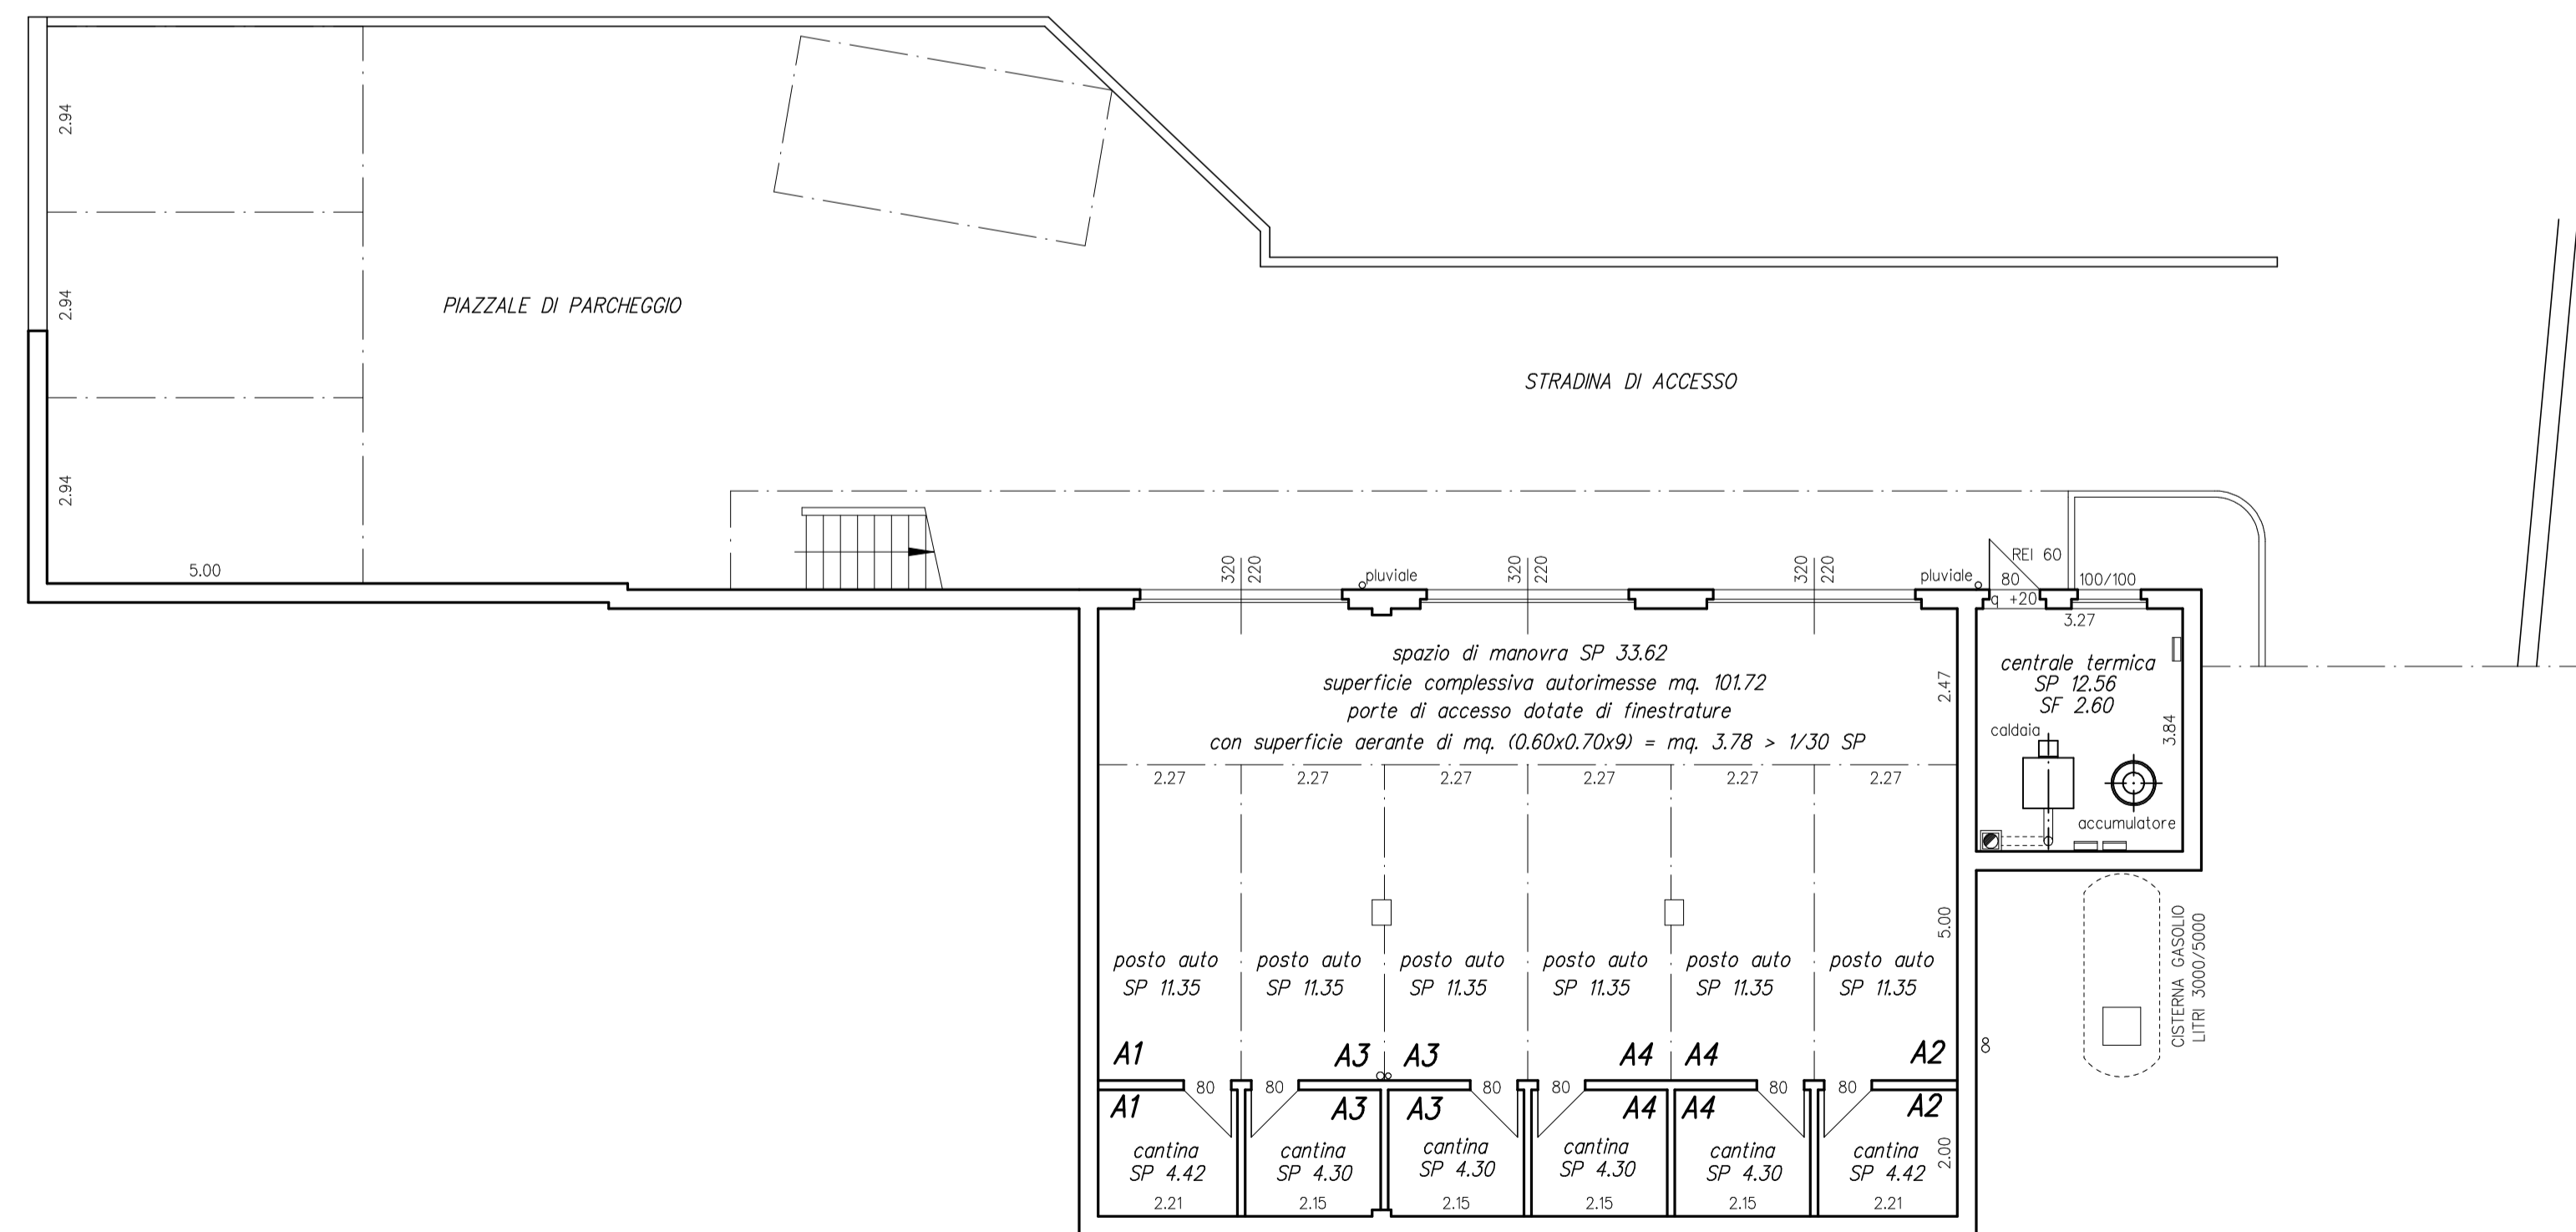 2.94
2.94
2.94
5.00
PIAZZALE DI PARCHEGGIO
STRADINA DI ACCESSO
320
220
pluviale
320
220
320
220
pluviale
REI 60
80
q +20
100/100
3.27
spazio di manovra SP 33.62
superficie complessiva autorimesse mq. 101.72
porte di accesso dotate di finestrature
con superficie aerante di mq. (0.60x0.70x9) = mq. 3.78 > 1/30 SP
2.47
centrale termica
SP 12.56
SF 2.60
caldaia
3.84
accumulatore
2.27
2.27
2.27
2.27
2.27
2.27
5.00
posto auto
SP 11.35
posto auto
SP 11.35
posto auto
SP 11.35
posto auto
SP 11.35
posto auto
SP 11.35
posto auto
SP 11.35
CISTERNA GASOLIO
LITRI 3000/5000
A1
A3
A3
A4
A4
A2
80
80
80
80
80
80
A1
A3
A3
A4
A4
A2
cantina
SP 4.42
cantina
SP 4.30
cantina
SP 4.30
cantina
SP 4.30
cantina
SP 4.30
cantina
SP 4.42
2.00
2.21
2.15
2.15
2.15
2.15
2.21